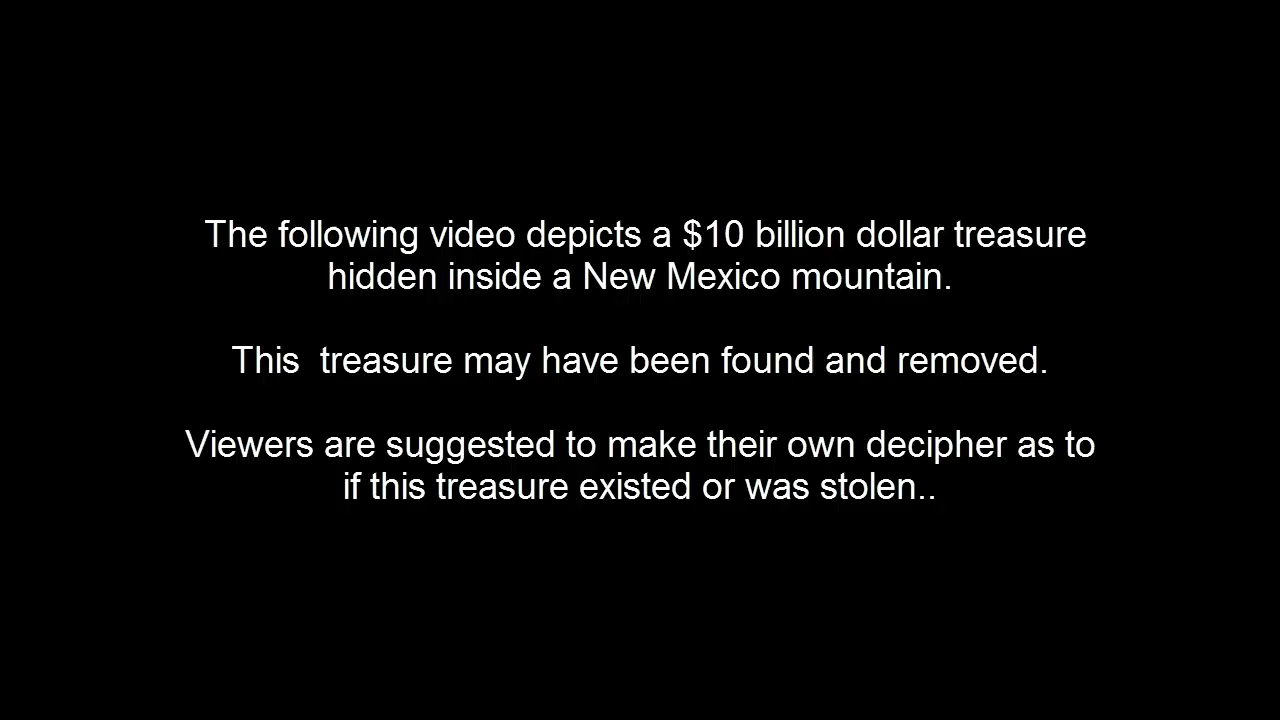 The following video depicts a $10 billion dollar treasure
hidden inside a New Mexico mountain.
This  treasure may have been found and removed.
Viewers are suggested to make their own decipher as to
if this treasure existed or was stolen..